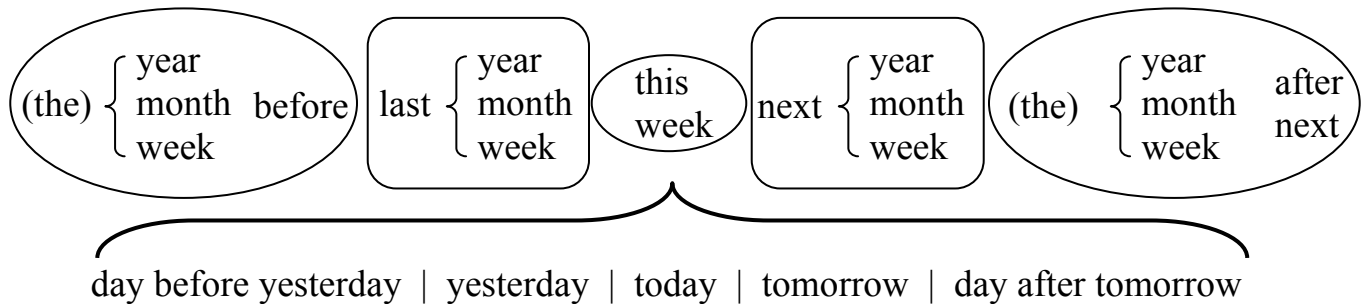 (the) { year month week before
last { year month week
this week
next { year month week
(the) { year month week after next
day before yesterday | yesterday | today | tomorrow | day after tomorrow